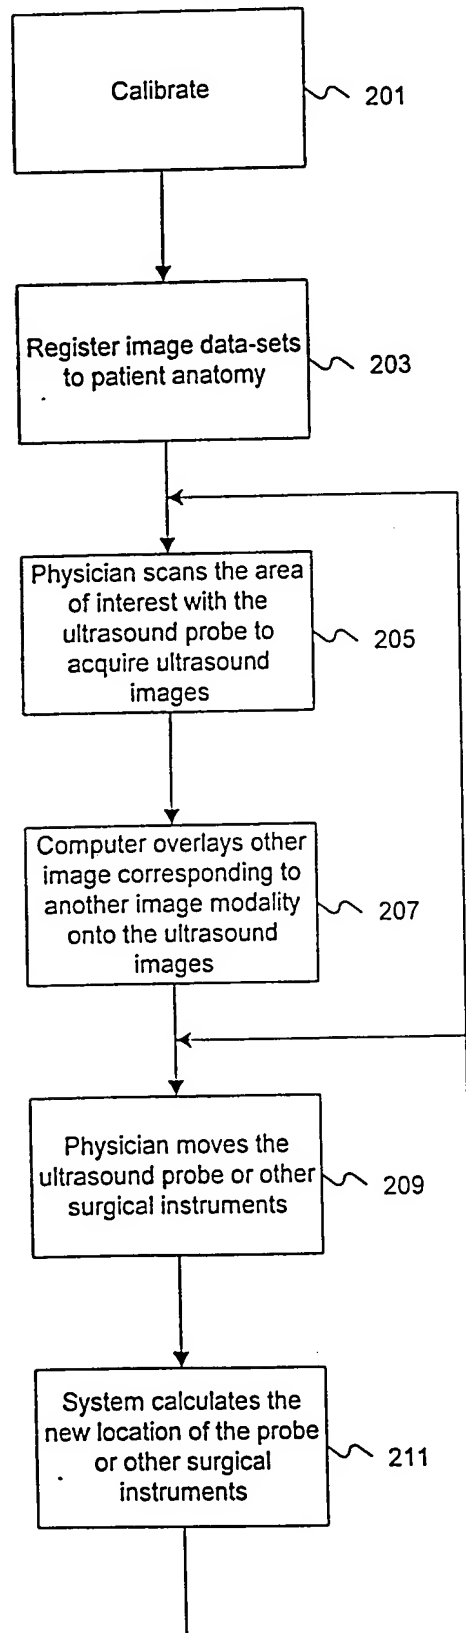 Calibrate
201
Register image data-sets
to patient anatomy
203
Physician scans the area
of interest with the
ultrasound probe to
acquire ultrasound
images
205
Computer overlays other
image corresponding to
another image modality
onto the ultrasound
images
207
Physician moves the
ultrasound probe or other
surgical instruments
209
System calculates the
new location of the probe
or other surgical
instruments
211